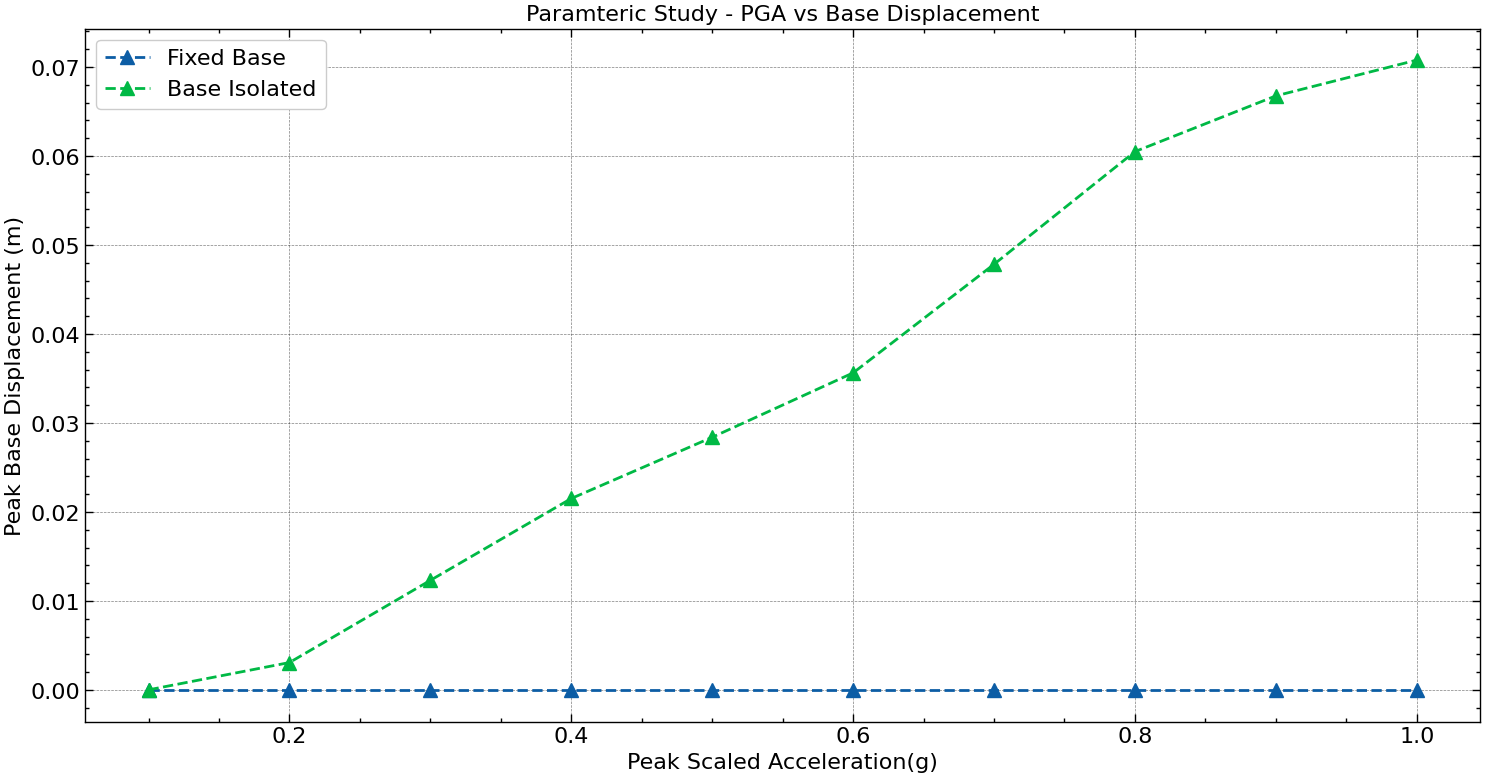 Paramteric Study - PGA vs Base Displacement
Fixed Base
Base Isolated
Peak Base Displacement (m)
0.07
0.06
0.05
0.04
0.03
0.02
0.01
0.00
0.2
0.4
0.6
0.8
1.0
Peak Scaled Acceleration(g)